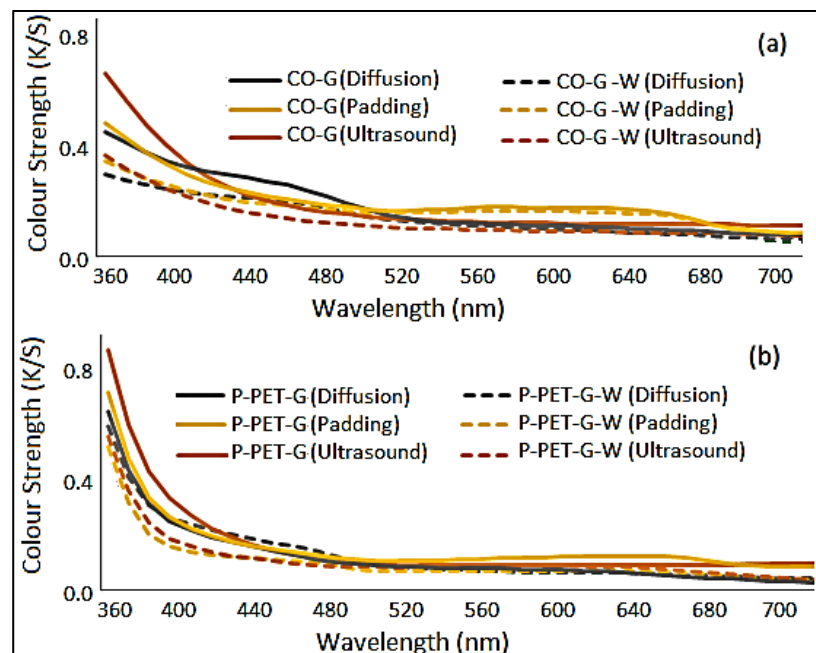 (a)
Colour Strength (K/S)
0.8
0.4
0.0
CO-G(Diffusion)
CO-G(Padding)
CO-G(Ultrasound)
CO-G -W (Diffusion)
CO-G -W (Padding)
CO-G -W (Ultrasound)
360 400 440 480 520 560 600 640 680 700
Wavelength (nm)
(b)
Colour Strength (K/S)
0.8
0.4
0.0
P-PET-G(Diffusion)
P-PET-G(Padding)
P-PET-G(Ultrasound)
P-PET-G-W (Diffusion)
P-PET-G-W (Padding)
P-PET-G-W (Ultrasound)
360 400 440 480 520 560 600 640 680 700
Wavelength (nm)